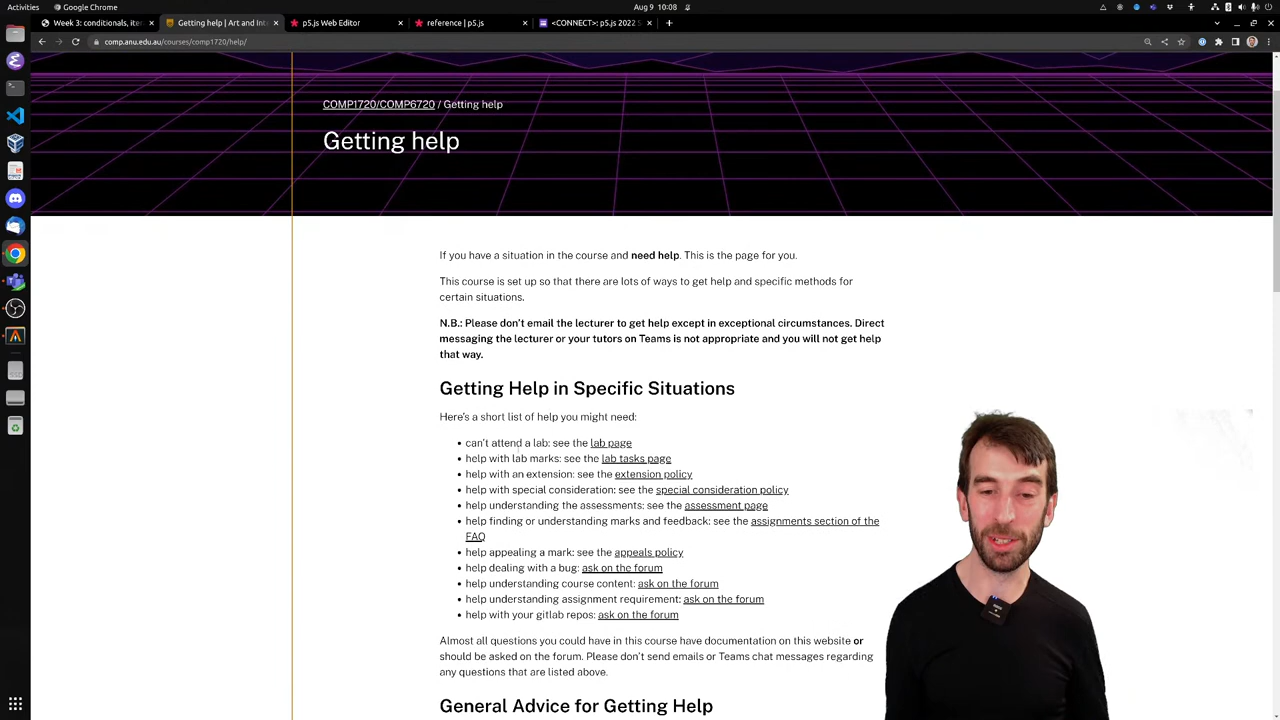 Activities
Google Chrome
Aug 9 10:08
Week 3: conditionals, iter
Getting help | Art and Int
p5.js Web Editor
reference | p5.js
<CONNECT>: p5.js 2022 S
comp.anu.edu.au/courses/comp1720/help/
COMP1720/COMP6720 / Getting help
Getting help
If you have a situation in the course and need help. This is the page for you.
This course is set up so that there are lots of ways to get help and specific methods for
certain situations.
N.B.: Please don't email the lecturer to get help except in exceptional circumstances. Direct
messaging the lecturer or your tutors on Teams is not appropriate and you will not get help
that way.
Getting Help in Specific Situations
Here's a short list of help you might need:
• can't attend a lab: see the lab page
• help with lab marks: see the lab tasks page
• help with an extension: see the extension policy
• help with special consideration: see the special consideration policy
• help understanding the assessments: see the assessment page
• help finding or understanding marks and feedback: see the assignments section of the
FAQ
• help appealing a mark: see the appeals policy
• help dealing with a bug: ask on the forum
• help understanding course content: ask on the forum
• help understanding assignment requirement: ask on the forum
• help with your gitlab repos: ask on the forum
Almost all questions you could have in this course have documentation on this website or
should be asked on the forum. Please don't send emails or Teams chat messages regarding
any questions that are listed above.
General Advice for Getting Help